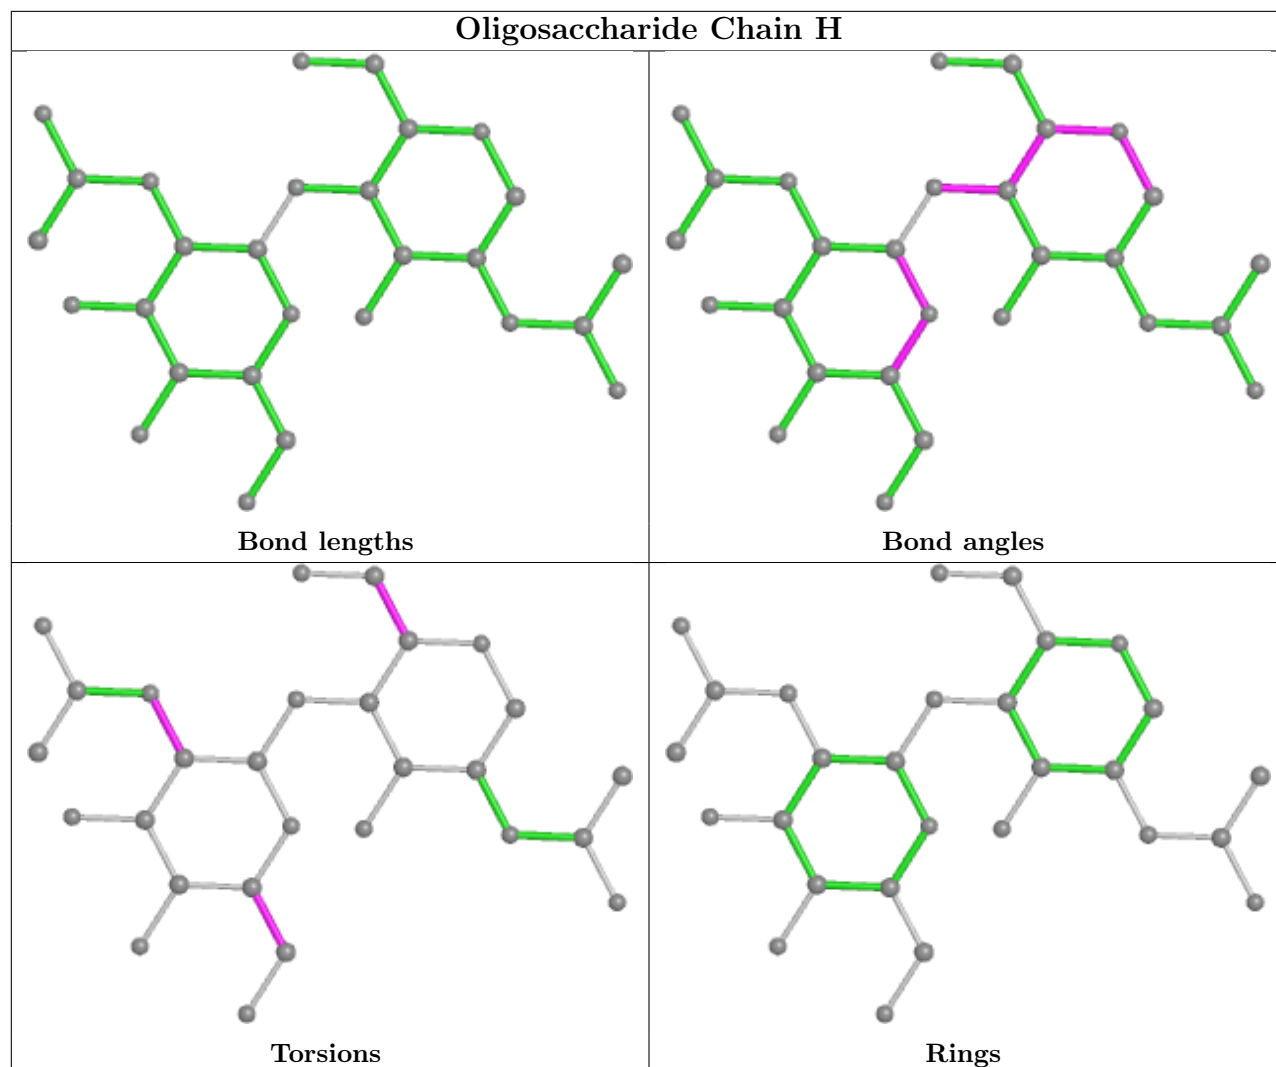 Oligosaccharide Chain H
Bond lengths
Bond angles
Torsions
Rings